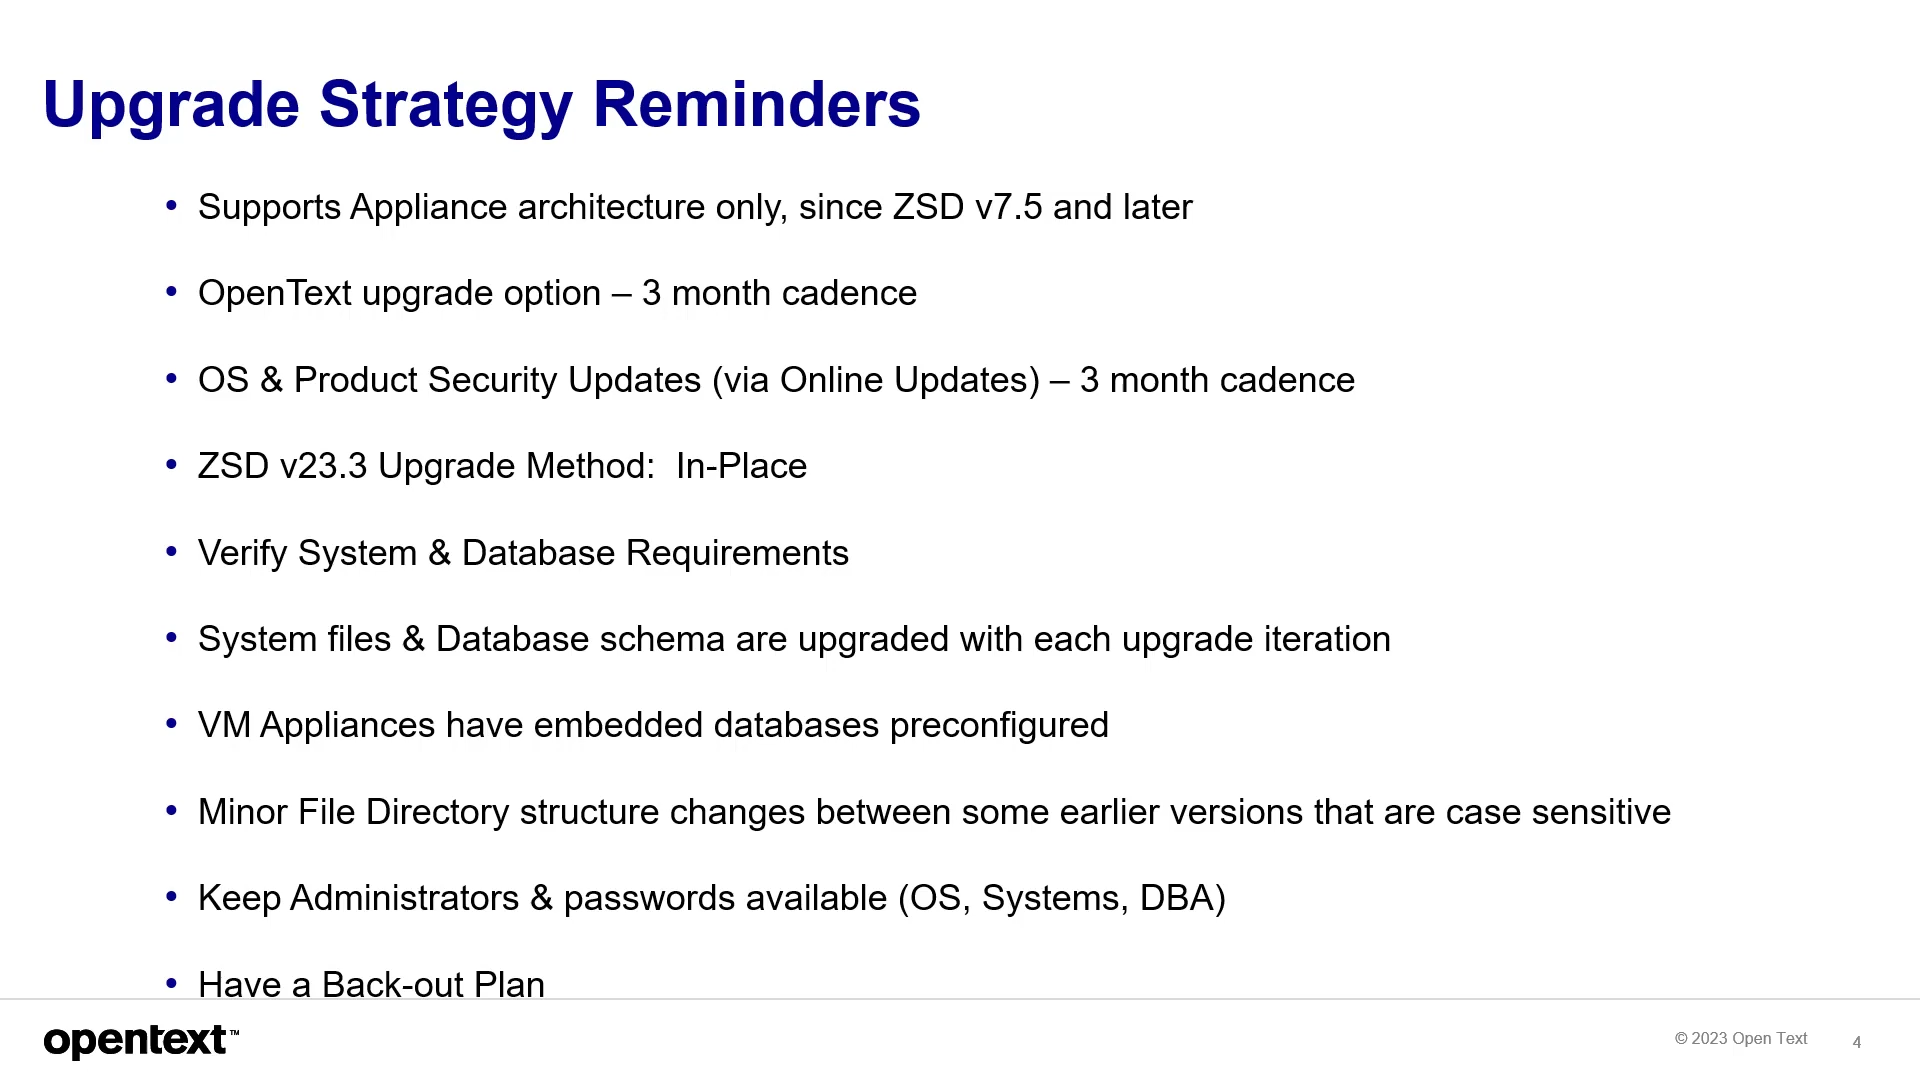 Upgrade Strategy Reminders
• Supports Appliance architecture only, since ZSD v7.5 and later
• OpenText upgrade option – 3 month cadence
• OS & Product Security Updates (via Online Updates) – 3 month cadence
• ZSD v23.3 Upgrade Method:  In-Place
• Verify System & Database Requirements
• System files & Database schema are upgraded with each upgrade iteration
• VM Appliances have embedded databases preconfigured
• Minor File Directory structure changes between some earlier versions that are case sensitive
• Keep Administrators & passwords available (OS, Systems, DBA)
• Have a Back-out Plan
opentext™
© 2023 Open Text
4